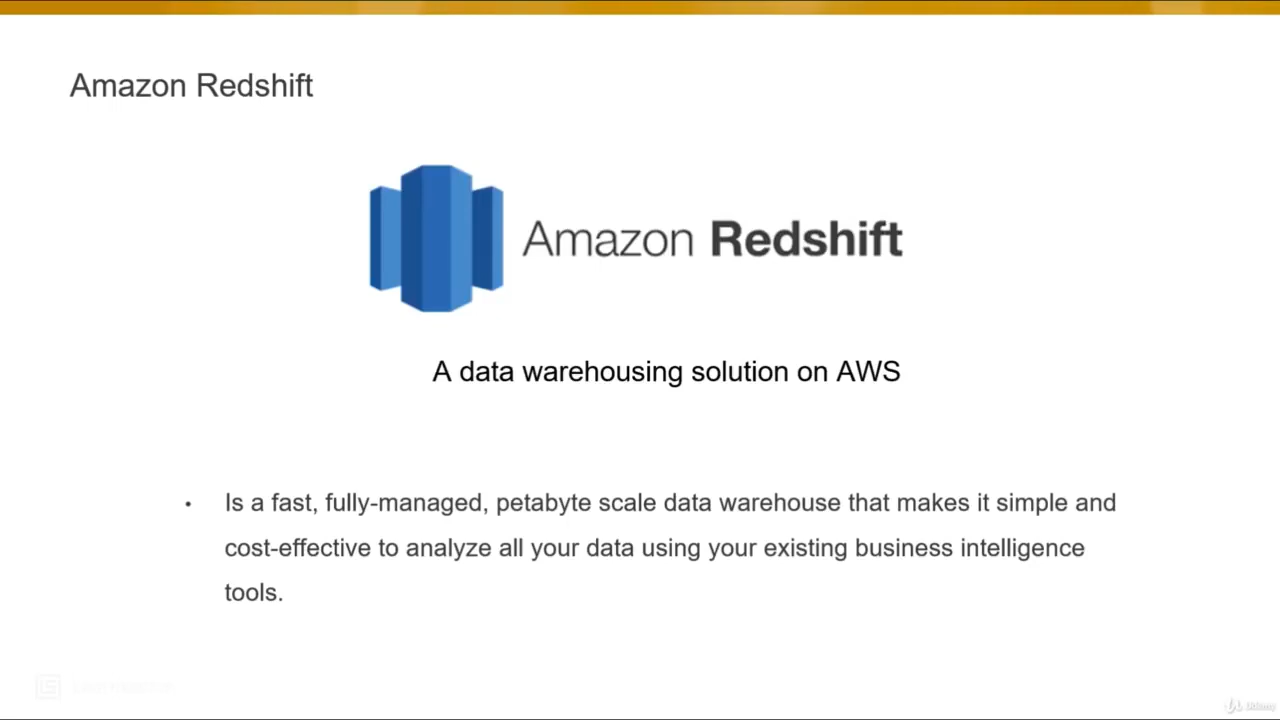 Amazon Redshift
Amazon Redshift
A data warehousing solution on AWS
• Is a fast, fully-managed, petabyte scale data warehouse that makes it simple and
cost-effective to analyze all your data using your existing business intelligence
tools.
Udemy